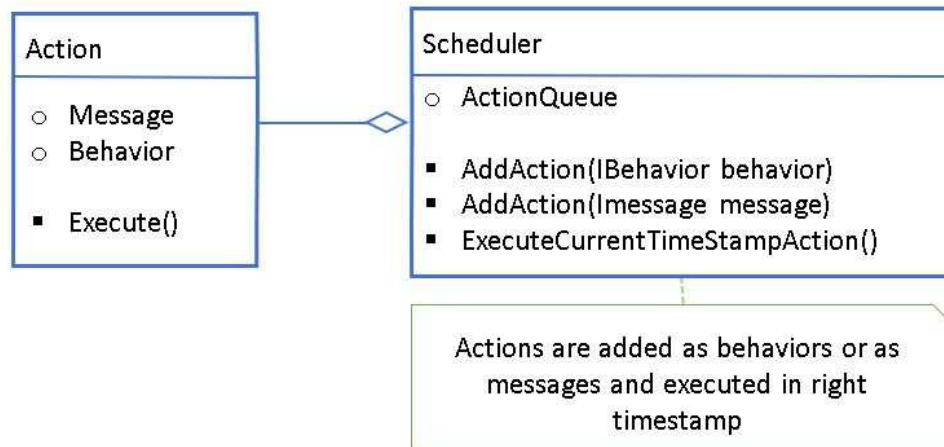 Action
Message
Behavior
Execute()
Scheduler
ActionQueue
AddAction(IBehavior behavior)
AddAction(Imessage message)
ExecuteCurrentTimeStampAction()
Actions are added as behaviors or as
messages and executed in right
timestamp